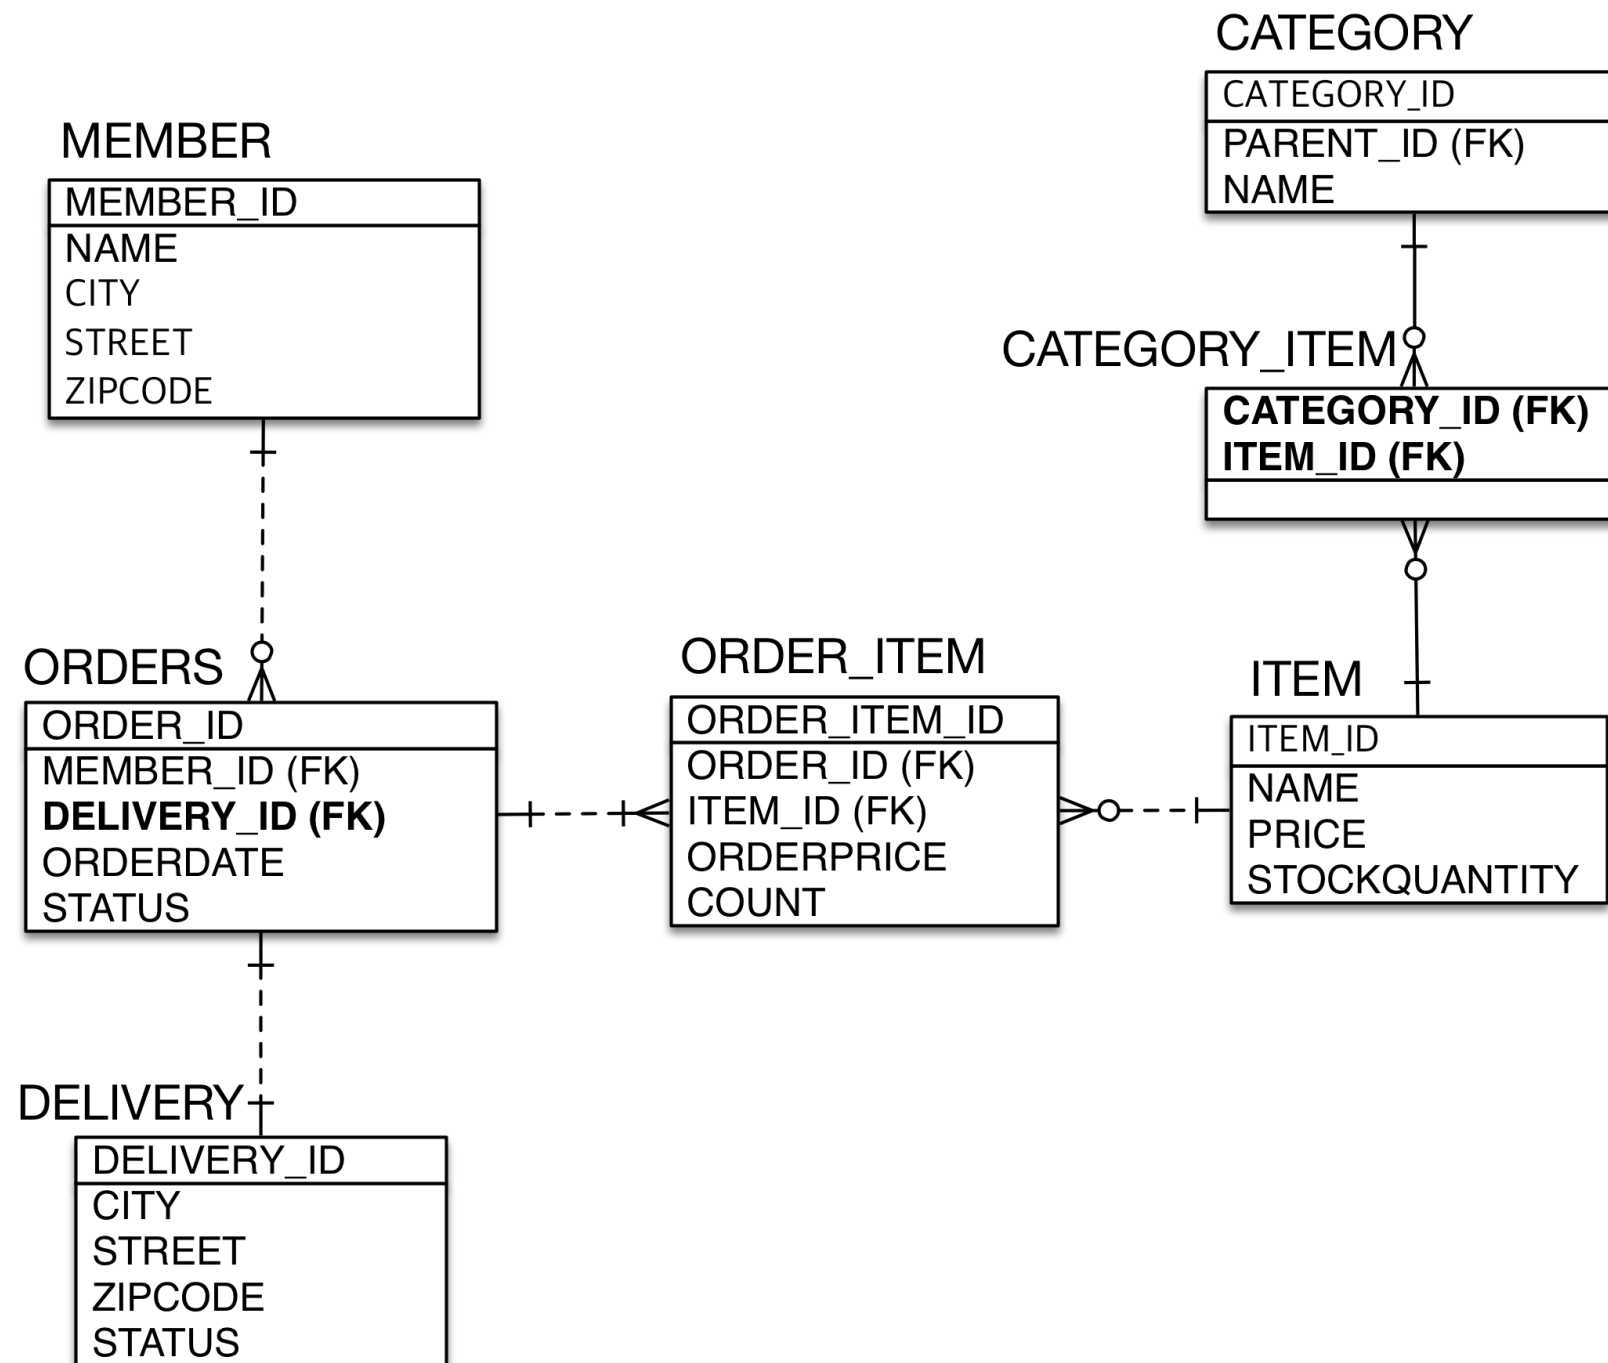 CATEGORY
CATEGORY_ID
PARENT_ID (FK)
NAME
MEMBER
MEMBER_ID
NAME
CITY
STREET
ZIPCODE
CATEGORY_ITEM
CATEGORY_ID (FK)
ITEM_ID (FK)
ORDERS
ORDER_ID
MEMBER_ID (FK)
DELIVERY_ID (FK)
ORDERDATE
STATUS
ORDER_ITEM
ORDER_ITEM_ID
ORDER_ID (FK)
ITEM_ID (FK)
ORDERPRICE
COUNT
ITEM
ITEM_ID
NAME
PRICE
STOCKQUANTITY
DELIVERY
DELIVERY_ID
CITY
STREET
ZIPCODE
STATUS